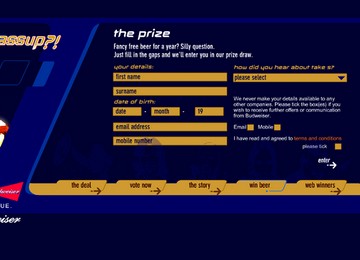 assup?!
the prize
Fancy free beer for a year? Silly question.
Just fill in the gaps and we'll enter you in our prize draw.
your details:
first name
surname
date of birth:
date - month - 19
email address
mobile number
how did you hear about take 5?
please select
We never make your details available to any
other companies. Please tick the box(es) if you
wish to receive further offers or communication
from Budweiser.
Email Mobile
I have read and agreed to terms and conditions
please tick
enter
the deal
vote now
the story
win beer
web winners
UE.
eiser